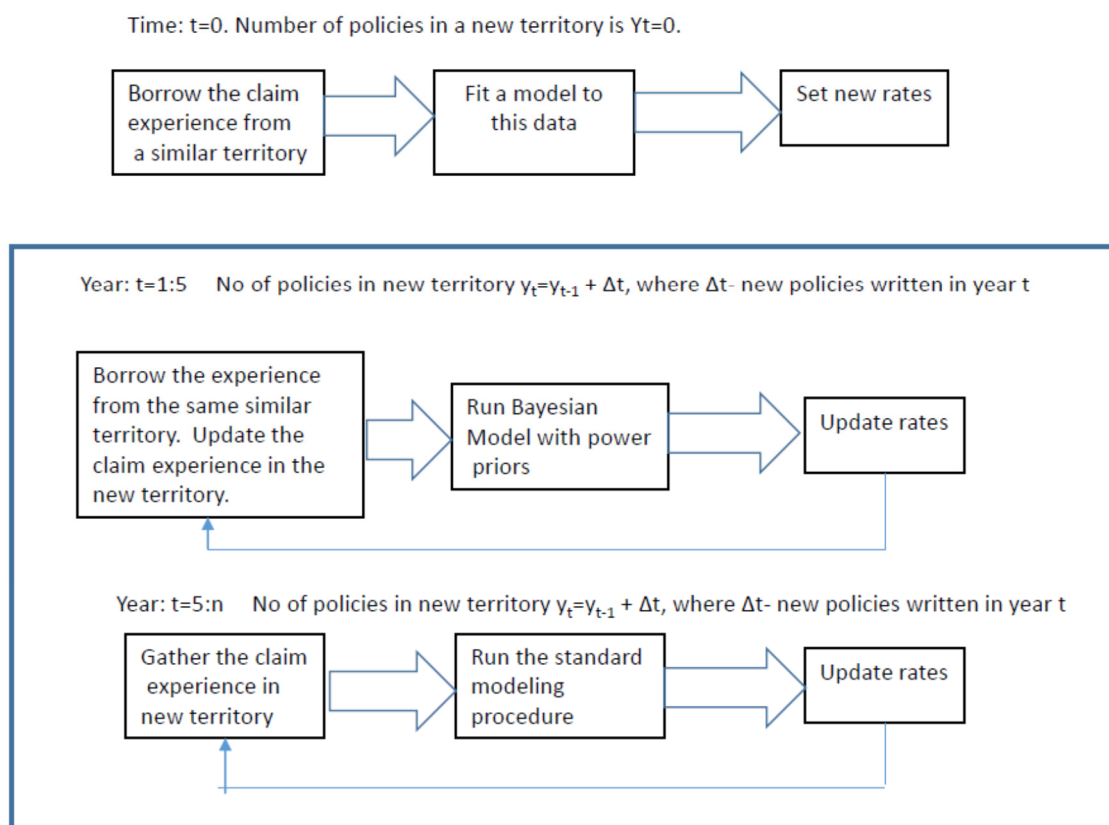 Time: t=0. Number of policies in a new territory is Yt=0.
Borrow the claim
experience from
a similar territory
Fit a model to
this data
Set new rates
Year: t=1:5 No of policies in new territory yt=yt-1 + Δt, where Δt- new policies written in year t
Borrow the experience
from the same similar
territory. Update the
claim experience in the
new territory.
Run Bayesian
Model with power
priors
Update rates
Year: t=5:n No of policies in new territory yt=yt-1 + Δt, where Δt- new policies written in year t
Gather the claim
experience in
new territory
Run the standard
modeling
procedure
Update rates